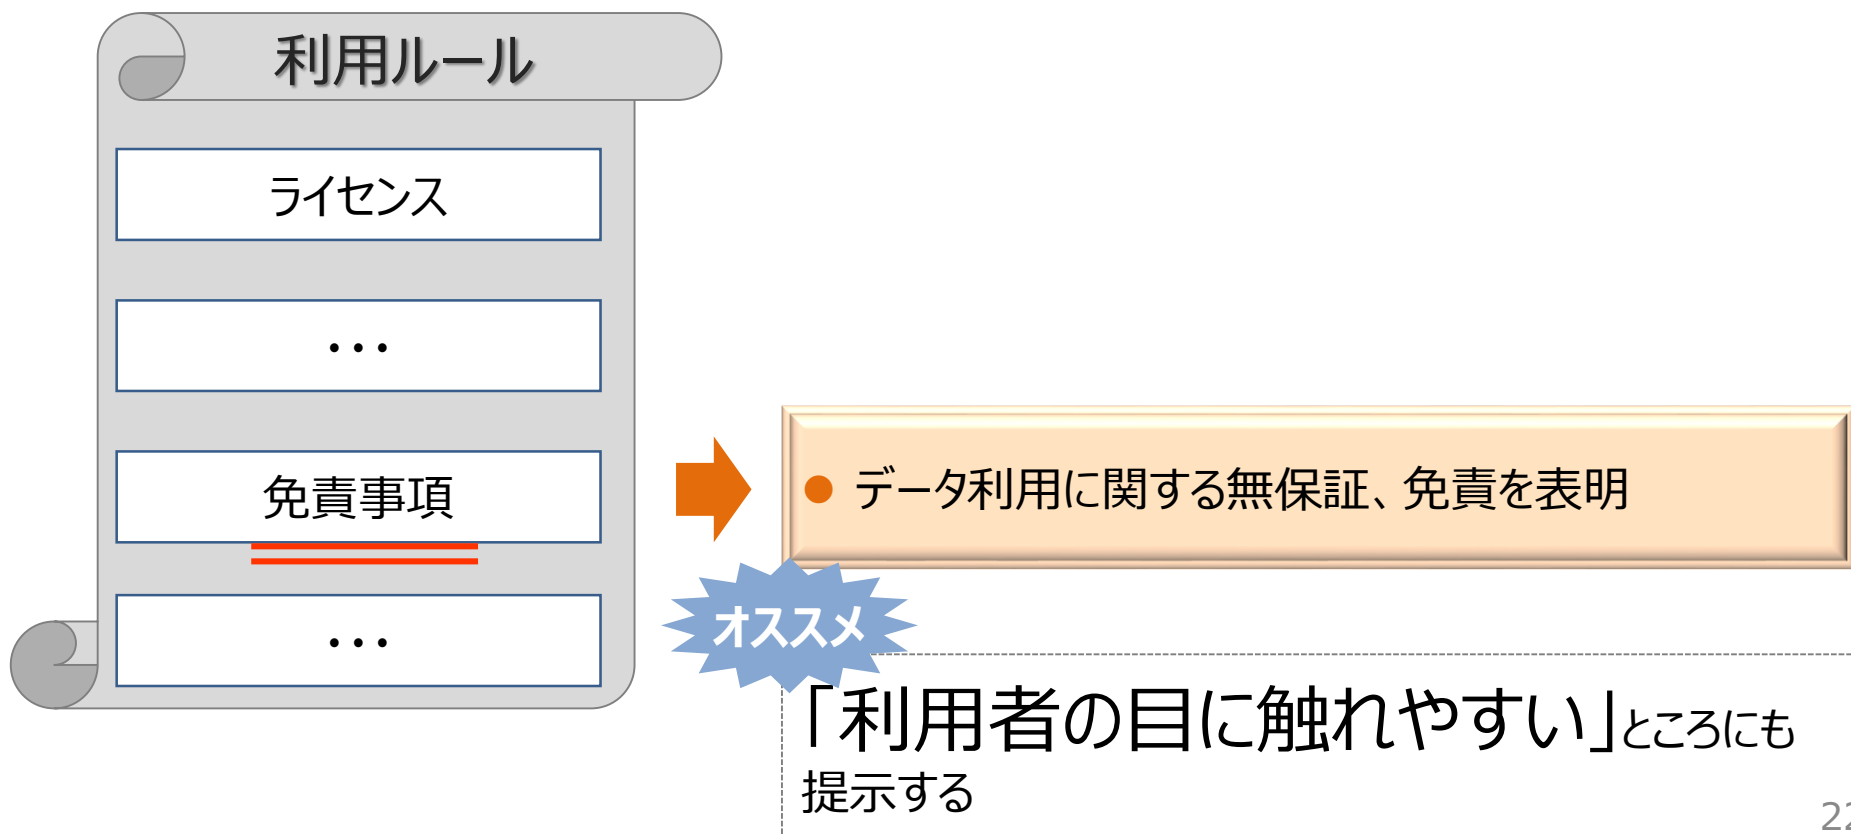 利用ルール
ライセンス
・・・
免責事項
・・・
● データ利用に関する無保証、免責を表明
オススメ
「利用者の目に触れやすい」ところにも
提示する
22